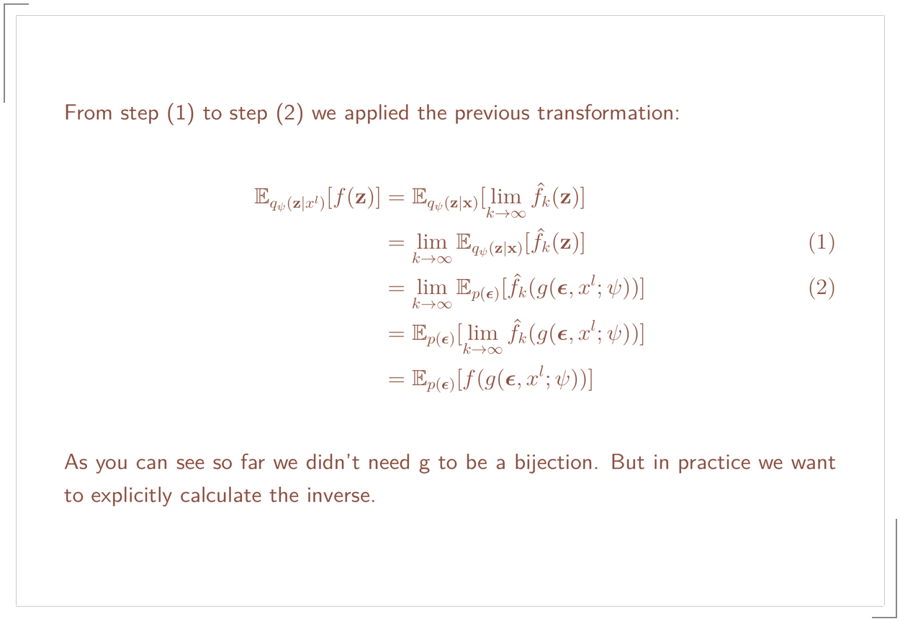 From step (1) to step (2) we applied the previous transformation:
$\mathbb{E}_{q_\psi(\mathbf{z}|x^l)}[f(\mathbf{z})] = \mathbb{E}_{q_\psi(\mathbf{z}|\mathbf{x})}[\lim_{k\to\infty} \hat{f}_k(\mathbf{z})]$
$= \lim_{k\to\infty} \mathbb{E}_{q_\psi(\mathbf{z}|\mathbf{x})}[\hat{f}_k(\mathbf{z})]$ (1)
$= \lim_{k\to\infty} \mathbb{E}_{p(\boldsymbol{\epsilon})}[\hat{f}_k(g(\boldsymbol{\epsilon}, x^l; \psi))]$ (2)
$= \mathbb{E}_{p(\boldsymbol{\epsilon})}[\lim_{k\to\infty} \hat{f}_k(g(\boldsymbol{\epsilon}, x^l; \psi))]$
$= \mathbb{E}_{p(\boldsymbol{\epsilon})}[f(g(\boldsymbol{\epsilon}, x^l; \psi))]$
As you can see so far we didn't need g to be a bijection. But in practice we want
to explicitly calculate the inverse.